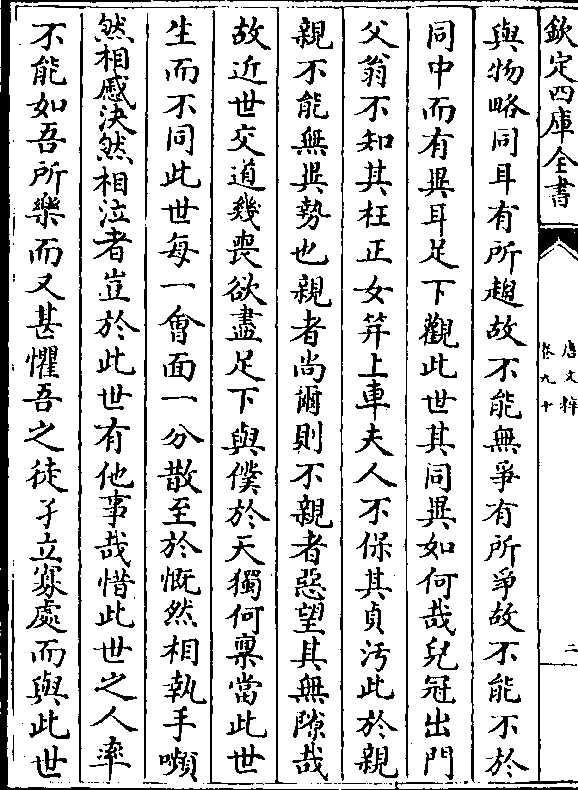 欽定四庫全書
唐文粹
卷九十
二
與物略同耳有所趨故不能無爭有所爭故不能不於
同中而有異耳足下觀此世其同異如何哉兒冠出門
父翁不知其枉正女笄上車夫人不保其貞汚此於親
親不能無異勢也親者尚爾則不親者惡望其無隙哉
故近世交道幾喪欲盡足下與僕於天獨何稟當此世
生而不同此世每一會面一分散至於慨然相執手嚬
然相慼決然相泣者豈於此世有他事哉惜此世之人率
不能如吾所樂而又甚懼吾之徒孑立寡處而與此世